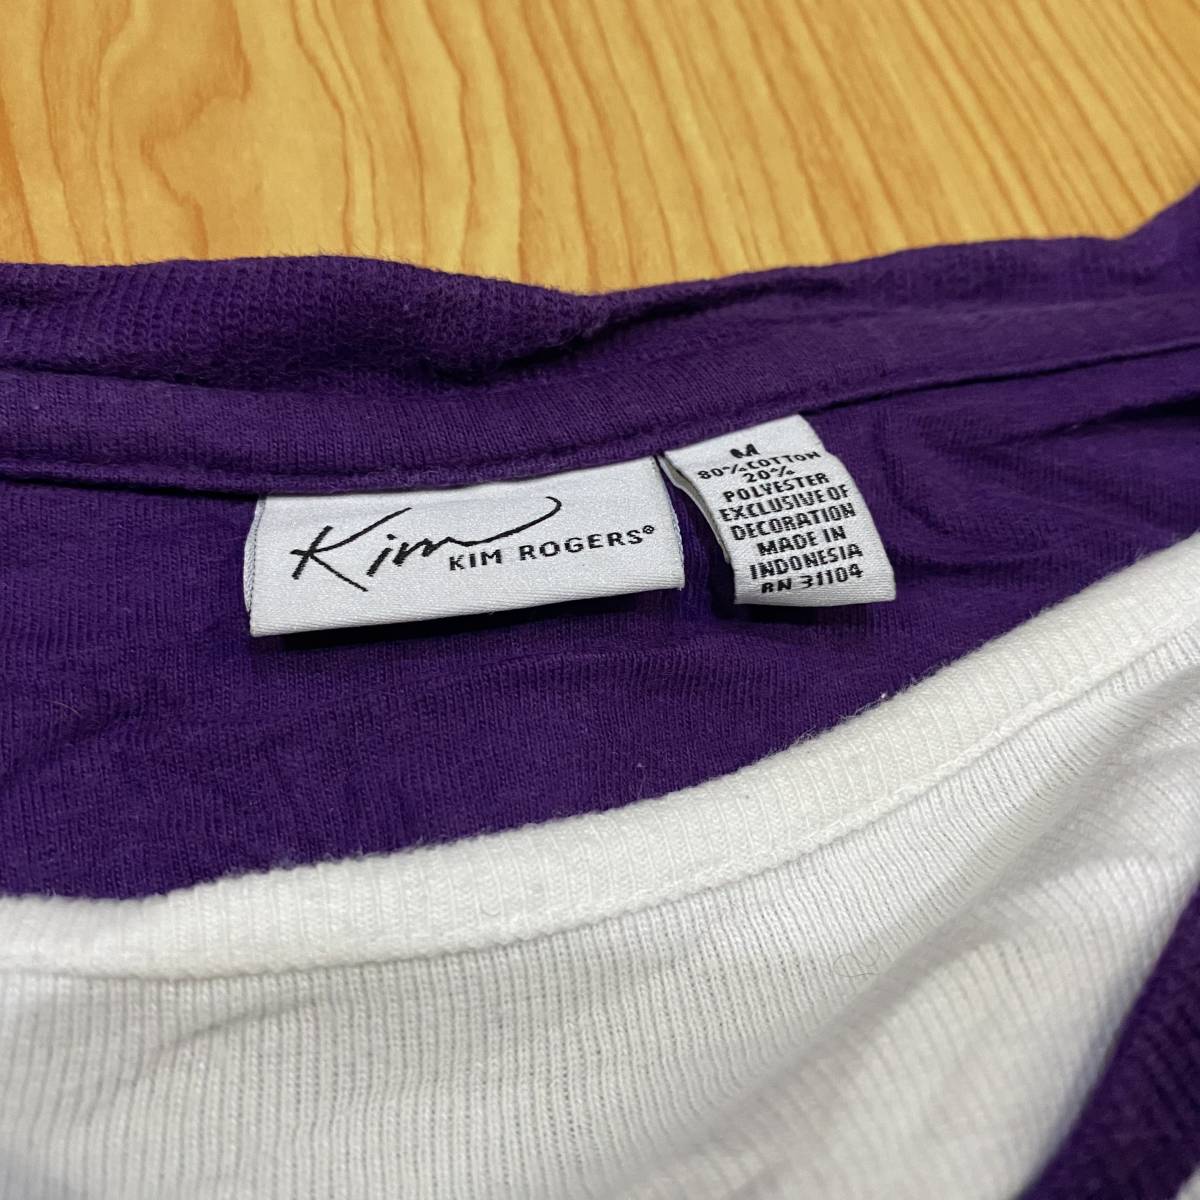 Kim
KIM ROGERS®
M
80% COTTON
20%
POLYESTER
EXCLUSIVE OF
DECORATION
MADE IN
INDONESIA
RN 31104